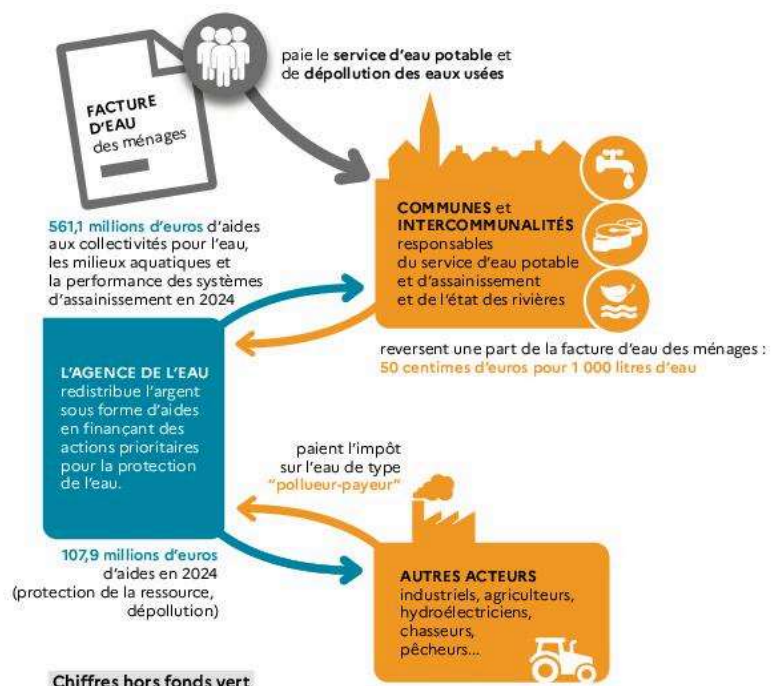 paie le service d'eau potable et
de dépollution des eaux usées
FACTURE
D'EAU
des ménages
COMMUNES et
INTERCOMMUNALITÉS
responsables
du service d'eau potable
et d'assainissement
et de l'état des rivières
561,1 millions d'euros d'aides
aux collectivités pour l'eau,
les milieux aquatiques et
la performance des systèmes
d'assainissement en 2024
reversent une part de la facture d'eau des ménages :
50 centimes d'euros pour 1 000 litres d'eau
L'AGENCE DE L'EAU
redistribue l'argent
sous forme d'aides
en finançant des
actions prioritaires
pour la protection
de l'eau.
paient l'impôt
sur l'eau de type
"pollueur-payeur"
107,9 millions d'euros
d'aides en 2024
(protection de la ressource,
dépollution)
AUTRES ACTEURS
industriels, agriculteurs,
hydroélectriciens,
chasseurs,
pêcheurs...
Chiffres hors fonds vert